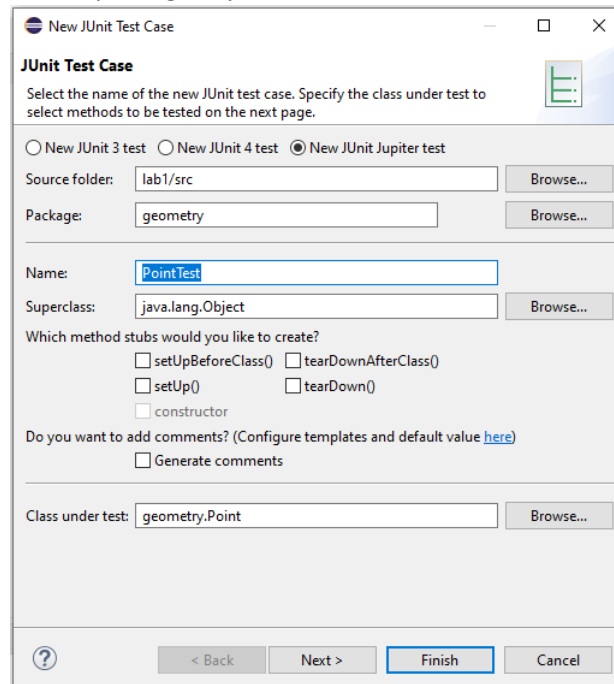 New JUnit Test Case
JUnit Test Case
Select the name of the new JUnit test case. Specify the class under test to
select methods to be tested on the next page.
New JUnit 3 test New JUnit 4 test New JUnit Jupiter test
Source folder: lab1/src Browse...
Package: geometry Browse...
Name: PointTest
Superclass: java.lang.Object Browse...
Which method stubs would you like to create?
setUpBeforeClass() tearDownAfterClass()
setUp() tearDown()
constructor
Do you want to add comments? (Configure templates and default value here)
Generate comments
Class under test: geometry.Point Browse...
? < Back Next > Finish Cancel